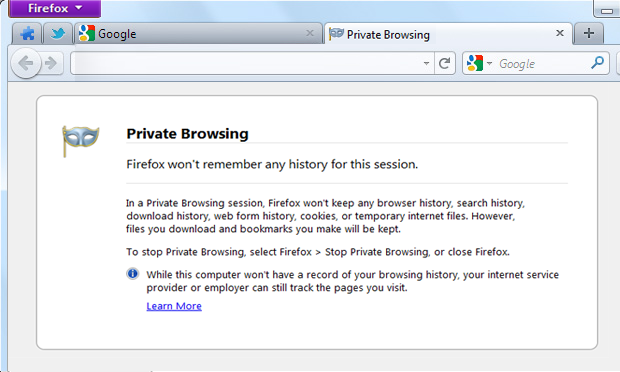 Firefox
Google
Private Browsing
Google
Private Browsing
Firefox won't remember any history for this session.
In a Private Browsing session, Firefox won't keep any browser history, search history,
download history, web form history, cookies, or temporary internet files. However,
files you download and bookmarks you make will be kept.
To stop Private Browsing, select Firefox > Stop Private Browsing, or close Firefox.
While this computer won't have a record of your browsing history, your internet service
provider or employer can still track the pages you visit.
Learn More